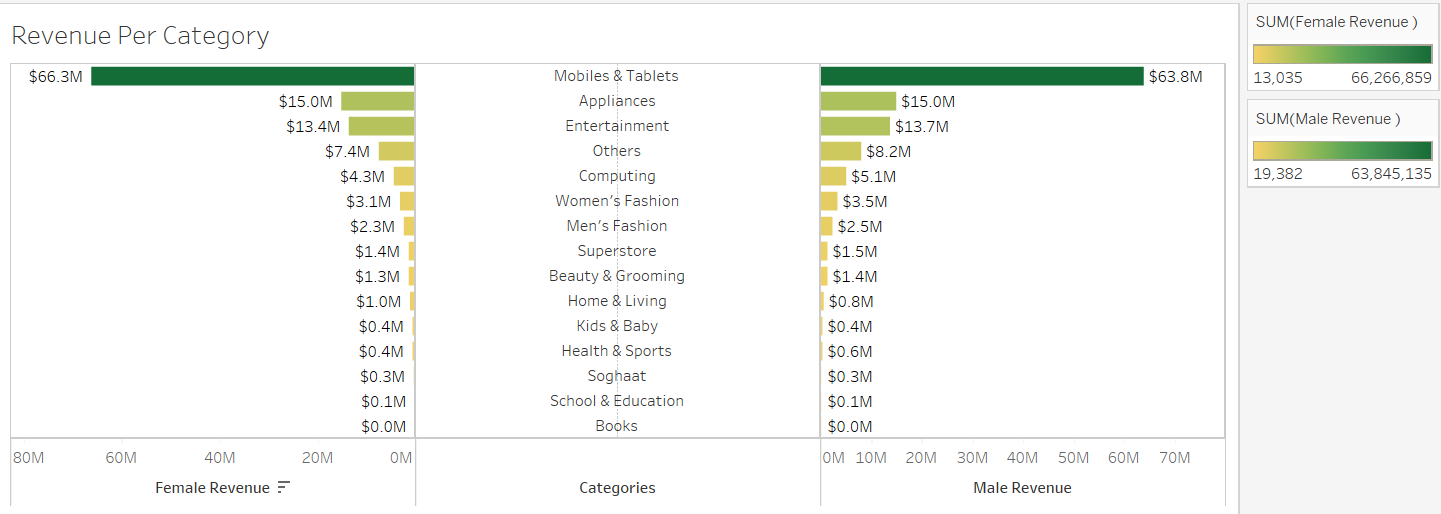 Revenue Per Category
$66.3M Mobiles & Tablets $63.8M
$15.0M Appliances $15.0M
$13.4M Entertainment $13.7M
$7.4M Others $8.2M
$4.3M Computing $5.1M
$3.1M Women's Fashion $3.5M
$2.3M Men's Fashion $2.5M
$1.4M Superstore $1.5M
$1.3M Beauty & Grooming $1.4M
$1.0M Home & Living $0.8M
$0.4M Kids & Baby $0.4M
$0.4M Health & Sports $0.6M
$0.3M Soghaat $0.3M
$0.1M School & Education $0.1M
$0.0M Books $0.0M
80M 60M 40M 20M 0M 0M 10M 20M 30M 40M 50M 60M 70M
Female Revenue Categories Male Revenue
SUM(Female Revenue )
13,035 66,266,859
SUM(Male Revenue )
19,382 63,845,135